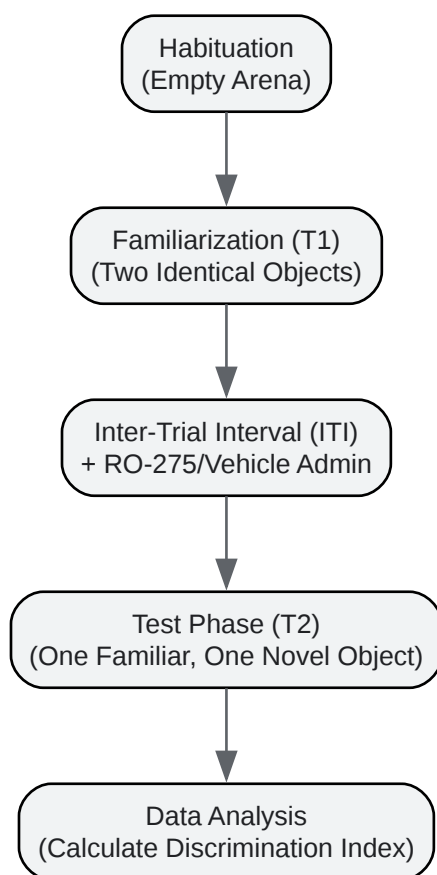 Habituation
(Empty Arena)
Familiarization (T1)
(Two Identical Objects)
Inter-Trial Interval (ITI)
+ RO-275/Vehicle Admin
Test Phase (T2)
(One Familiar, One Novel Object)
Data Analysis
(Calculate Discrimination Index)